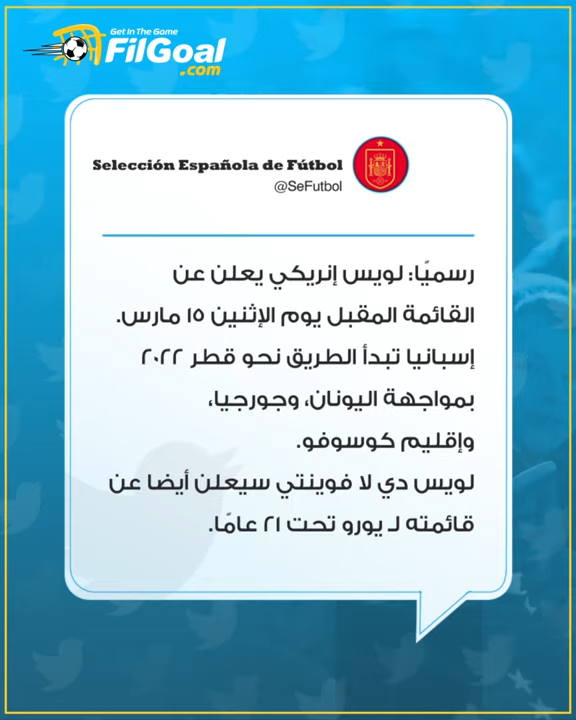 Get In The Game
FilGoal
.com
Selección Española de Fútbol
@SeFutbol
رسميًا: لويس إنريكي يعلن عن
القائمة المقبل يوم الإثنين ١٥ مارس.
إسبانيا تبدأ الطريق نحو قطر ٢٠٢٢
بمواجهة اليونان، وجورجيا،
وإقليم كوسوفو.
لويس دي لا فوينتي سيعلن أيضا عن
قائمته لـ يورو تحت ٢١ عامًا.